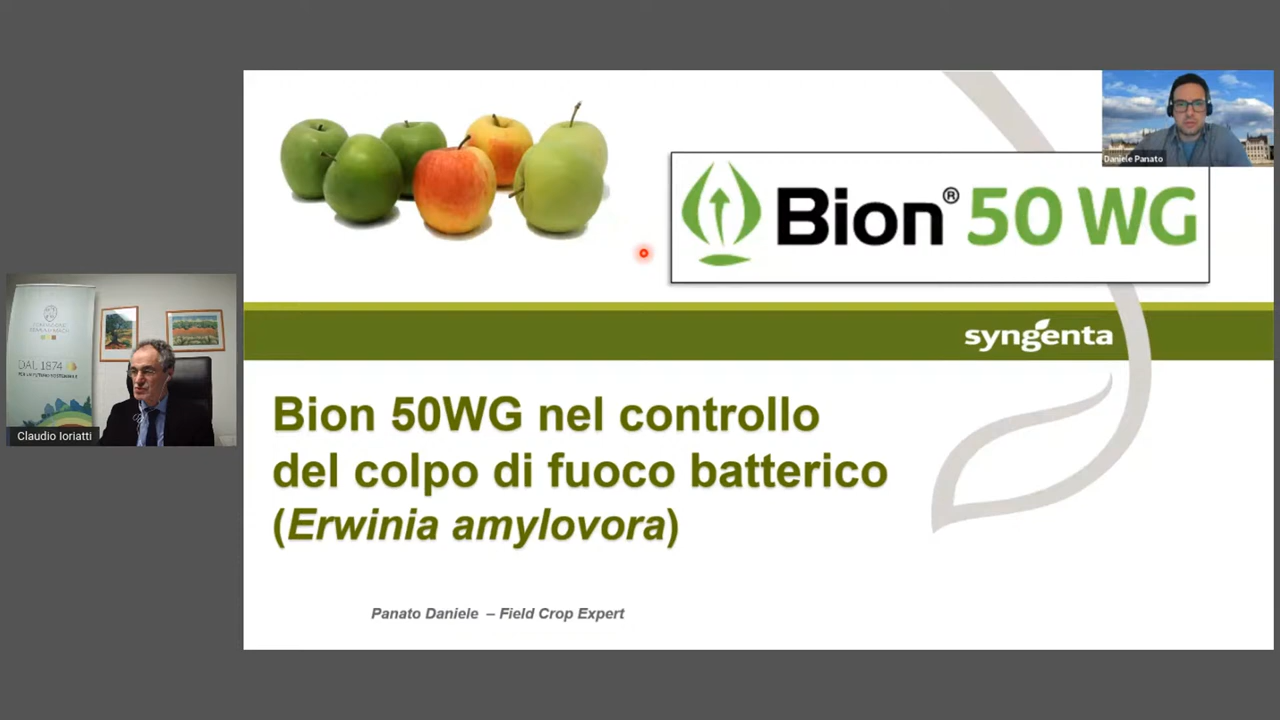 Bion® 50 WG
Daniele Panato
syngenta
DAL 1874
Claudio Ioriatti
Bion 50WG nel controllo
del colpo di fuoco batterico
(Erwinia amylovora)
Panato Daniele – Field Crop Expert